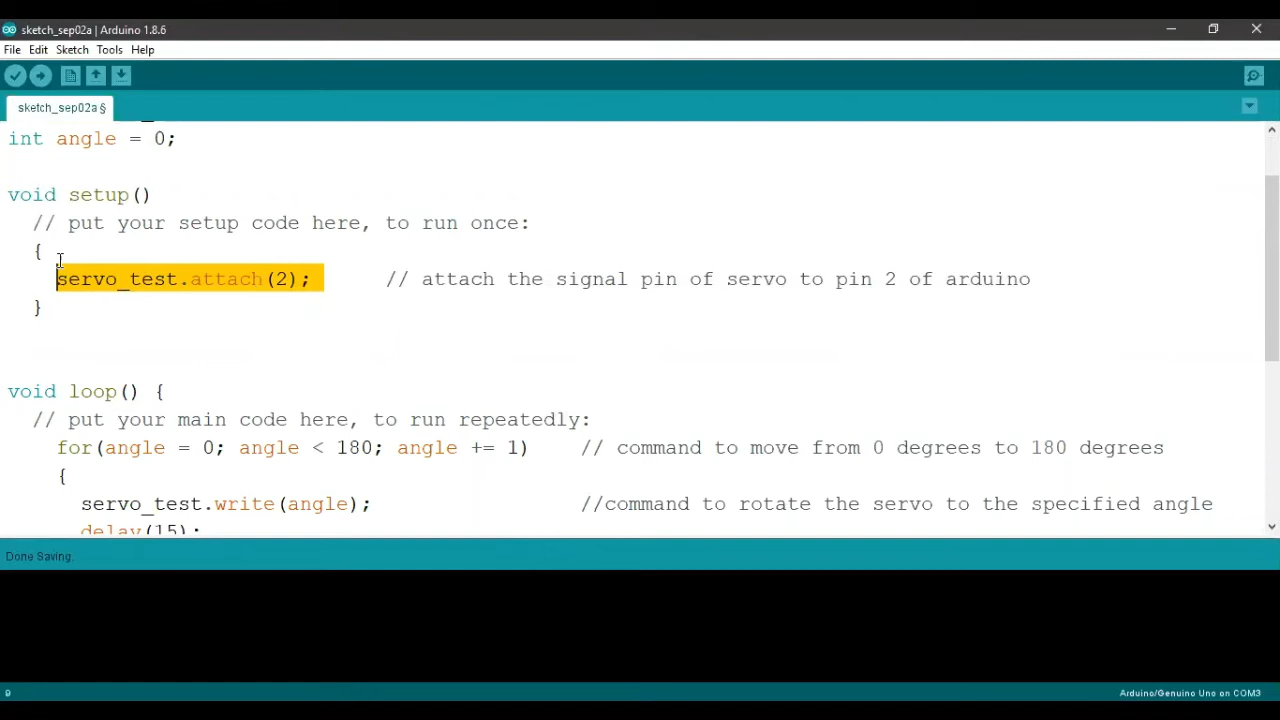 sketch_sep02a | Arduino 1.8.6
File Edit Sketch Tools Help
sketch_sep02a §
int angle = 0;
void setup()
// put your setup code here, to run once:
{
servo_test.attach(2); // attach the signal pin of servo to pin 2 of arduino
}
void loop() {
// put your main code here, to run repeatedly:
for(angle = 0; angle < 180; angle += 1) // command to move from 0 degrees to 180 degrees
{
servo_test.write(angle); //command to rotate the servo to the specified angle
delay(15);
Done Saving.
9
Arduino/Genuino Uno on COM3